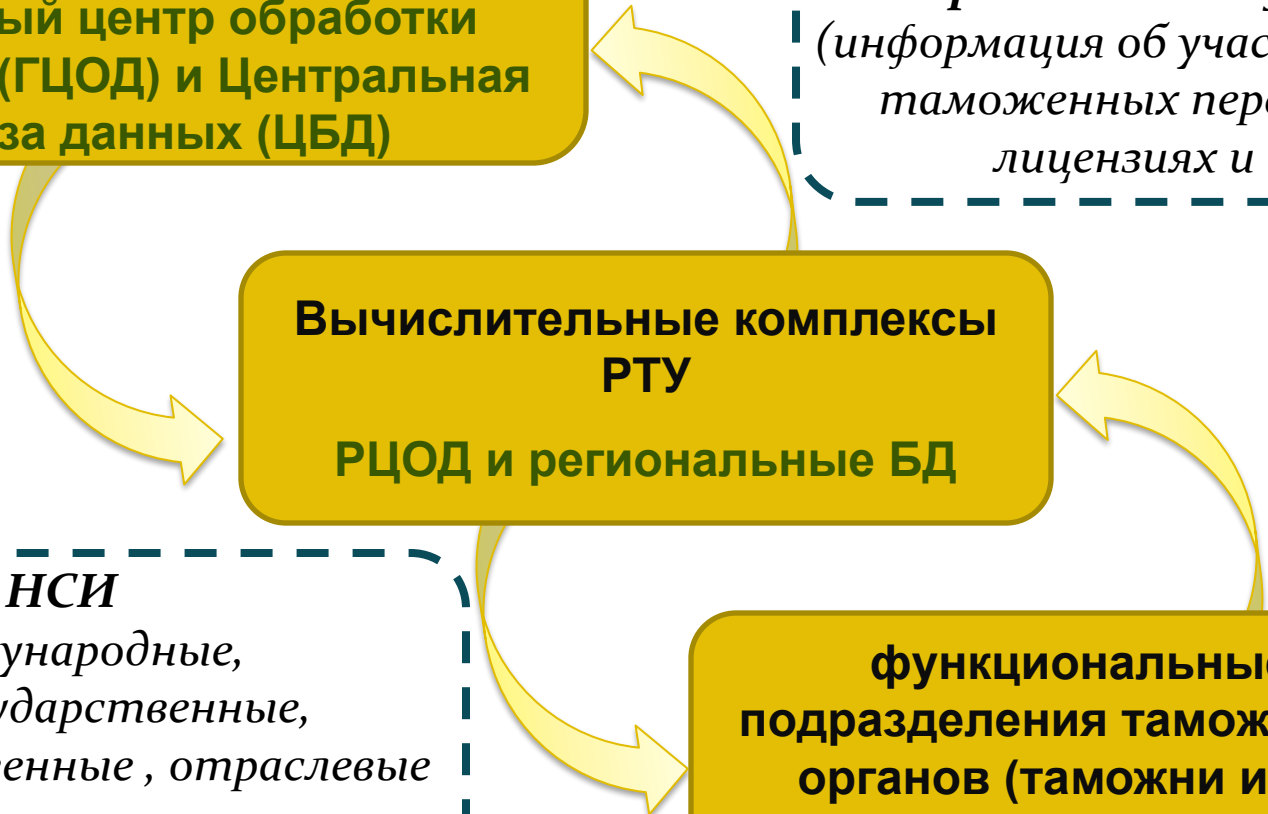 ый центр обработки
(ГЦОД) и Центральная
за данных (ЦБД)
(информация об учас
таможенных пер
лицензиях и
Вычислительные комплексы
РТУ
РЦОД и региональные БД
НСИ
ународные,
ударственные,
енные , отраслевые
функциональны
подразделения тамож
органов (таможни и